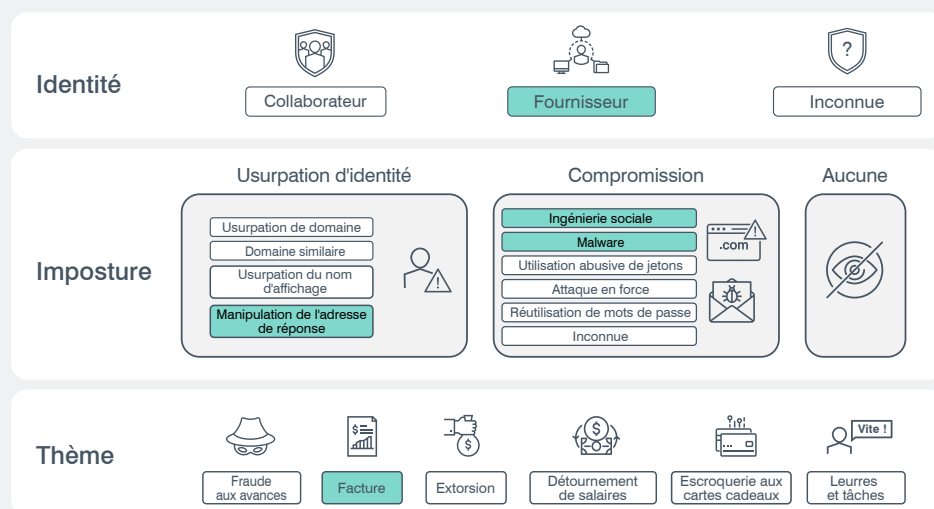 Identité
?
Collaborateur
Fournisseur
Inconnue
Usurpation d'identité
Compromission
Aucune
Imposture
Usurpation de domaine
Domaine similaire
Usurpation du nom
d'affichage
Manipulation de l'adresse
de réponse
Ingénierie sociale
Malware
Utilisation abusive de jetons
Attaque en force
Réutilisation de mots de passe
Inconnue
.com
Thème
$
$
$
Vite !
Fraude
aux avances
Facture
Extorsion
Détournement
de salaires
Escroquerie aux
cartes cadeaux
Leurres
et tâches